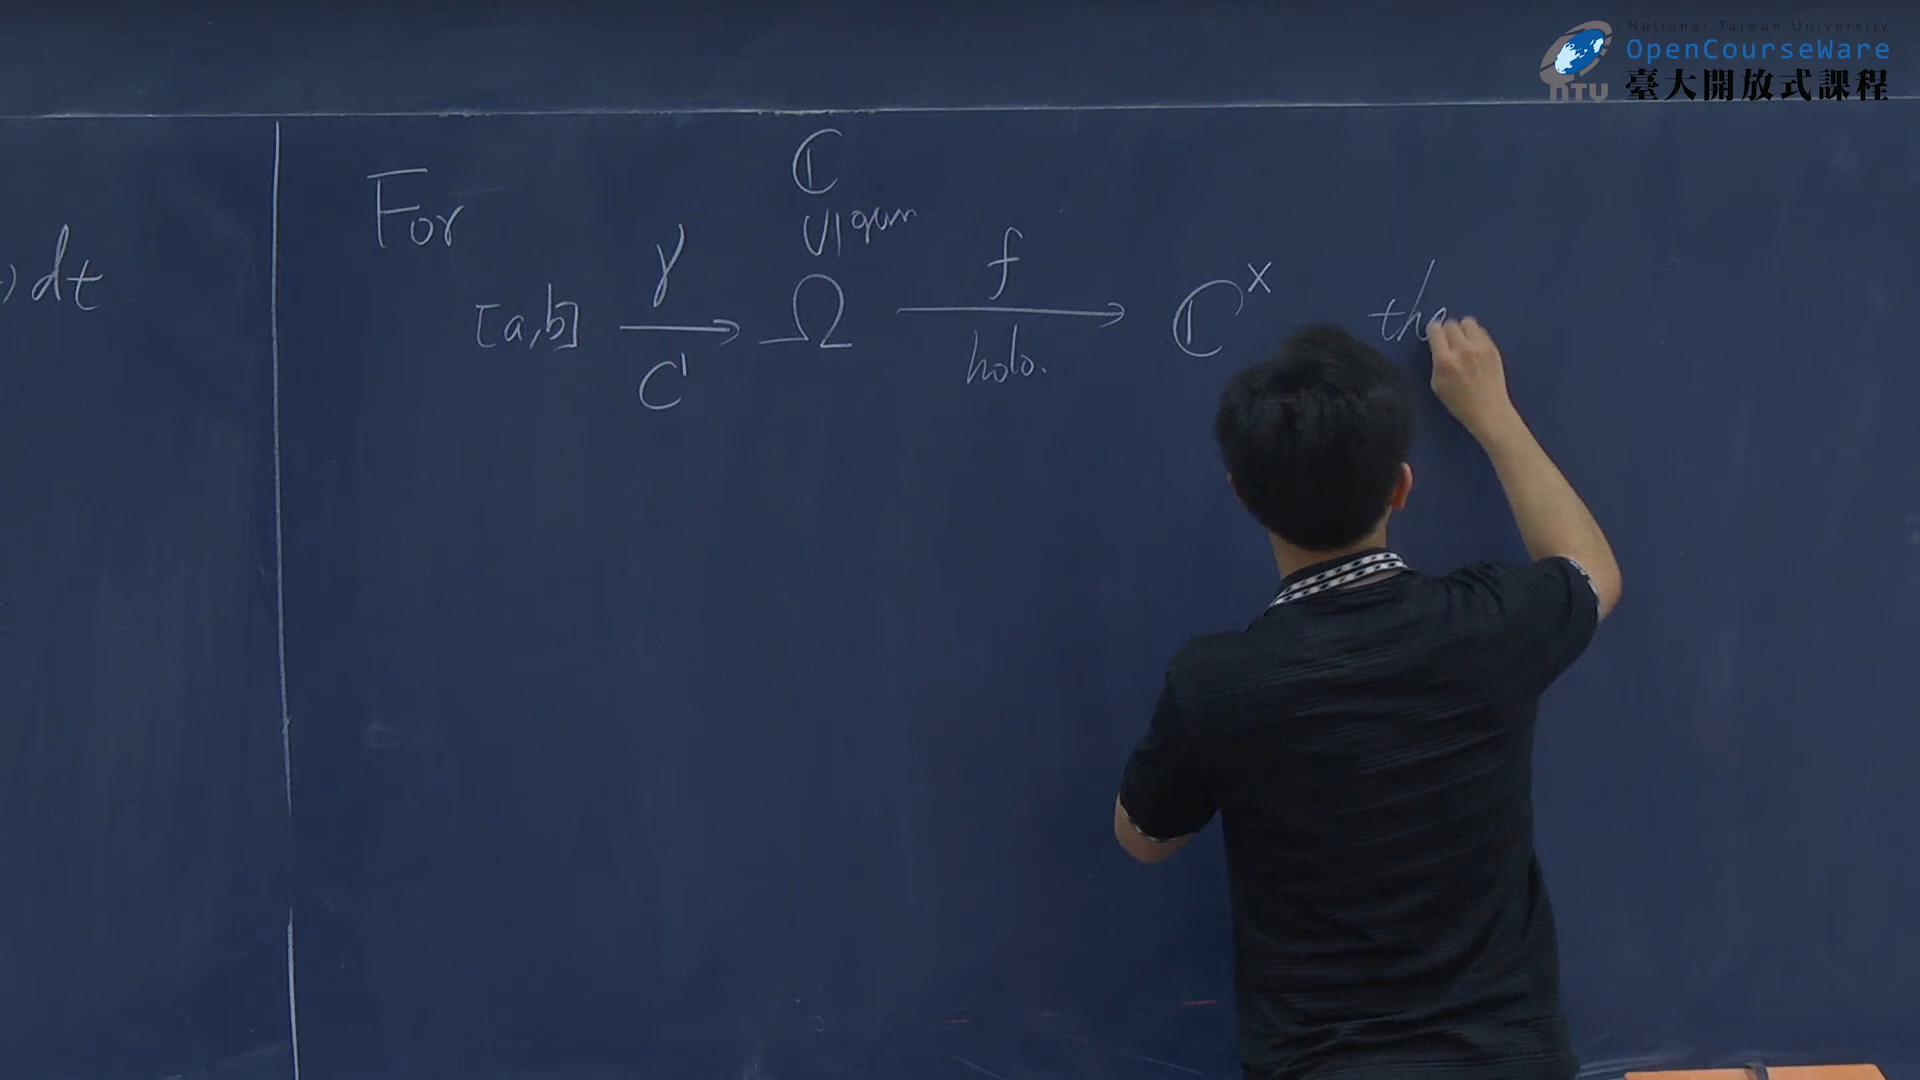 National Taiwan University
OpenCourseWare
臺大開放式課程
NTU
) dt
For
ℂ
∪| open
[a,b] γ → C¹ Ω f → holo. ℂ^× the